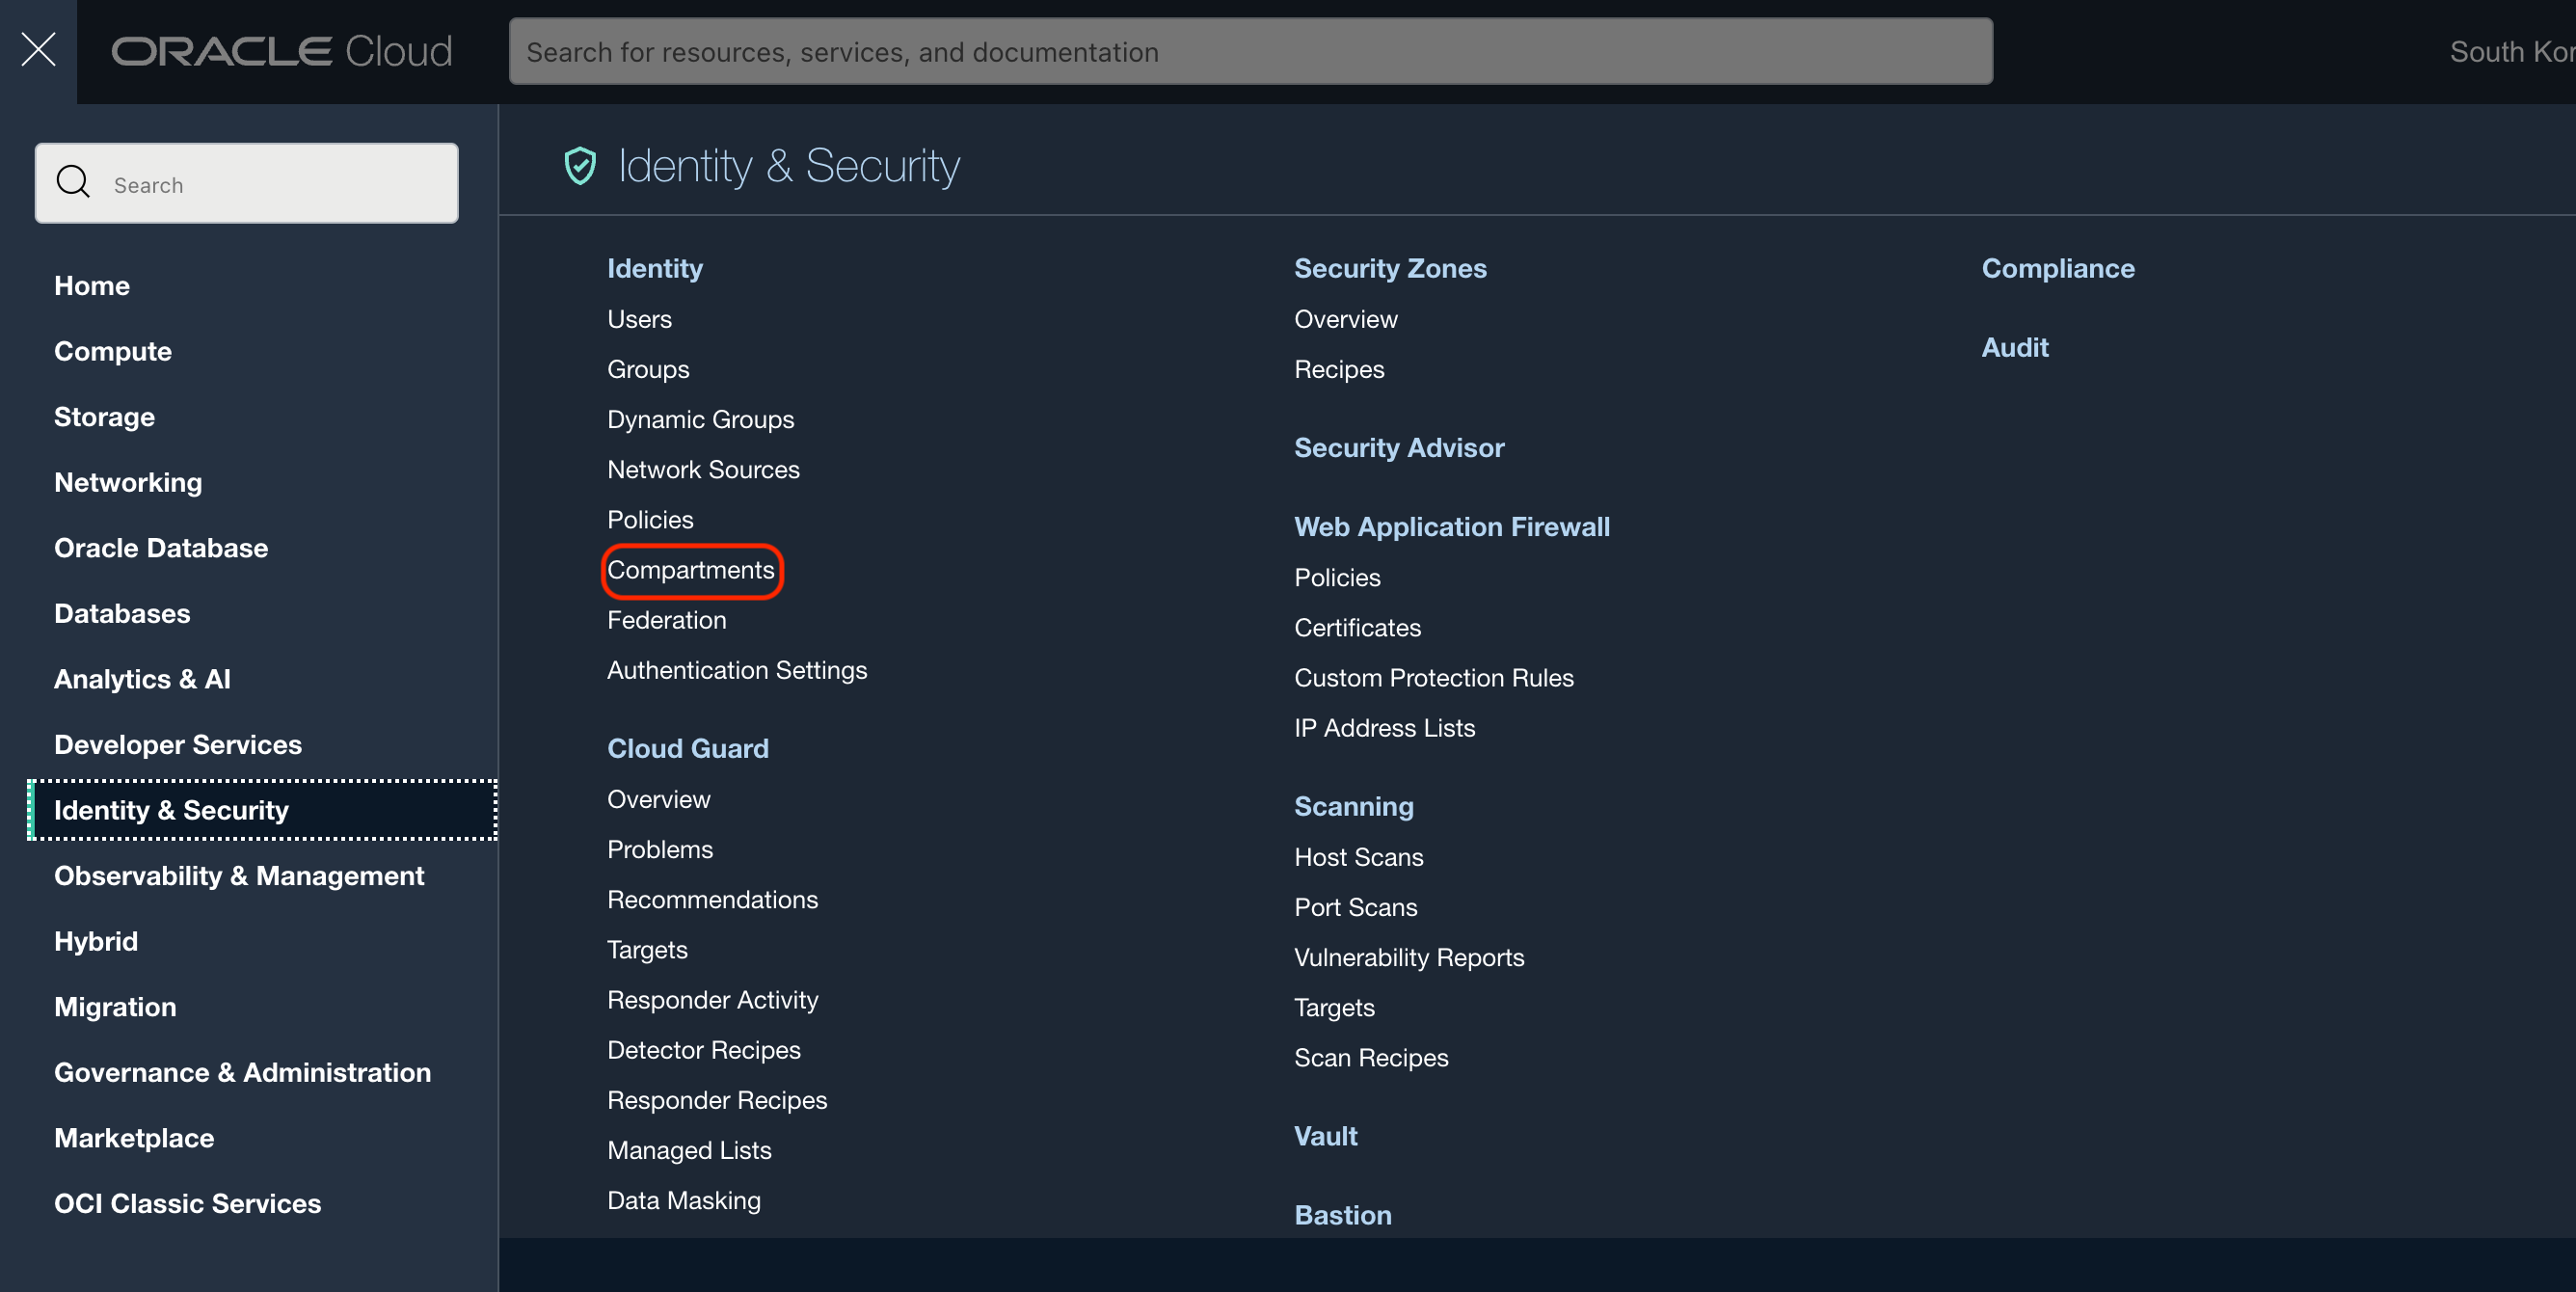 ORACLE Cloud
Search for resources, services, and documentation
South Kor
Search
Home
Compute
Storage
Networking
Oracle Database
Databases
Analytics & AI
Developer Services
Identity & Security
Observability & Management
Hybrid
Migration
Governance & Administration
Marketplace
OCI Classic Services
Identity & Security
Identity
Users
Groups
Dynamic Groups
Network Sources
Policies
Compartments
Federation
Authentication Settings
Cloud Guard
Overview
Problems
Recommendations
Targets
Responder Activity
Detector Recipes
Responder Recipes
Managed Lists
Data Masking
Security Zones
Overview
Recipes
Security Advisor
Web Application Firewall
Policies
Certificates
Custom Protection Rules
IP Address Lists
Scanning
Host Scans
Port Scans
Vulnerability Reports
Targets
Scan Recipes
Vault
Bastion
Compliance
Audit